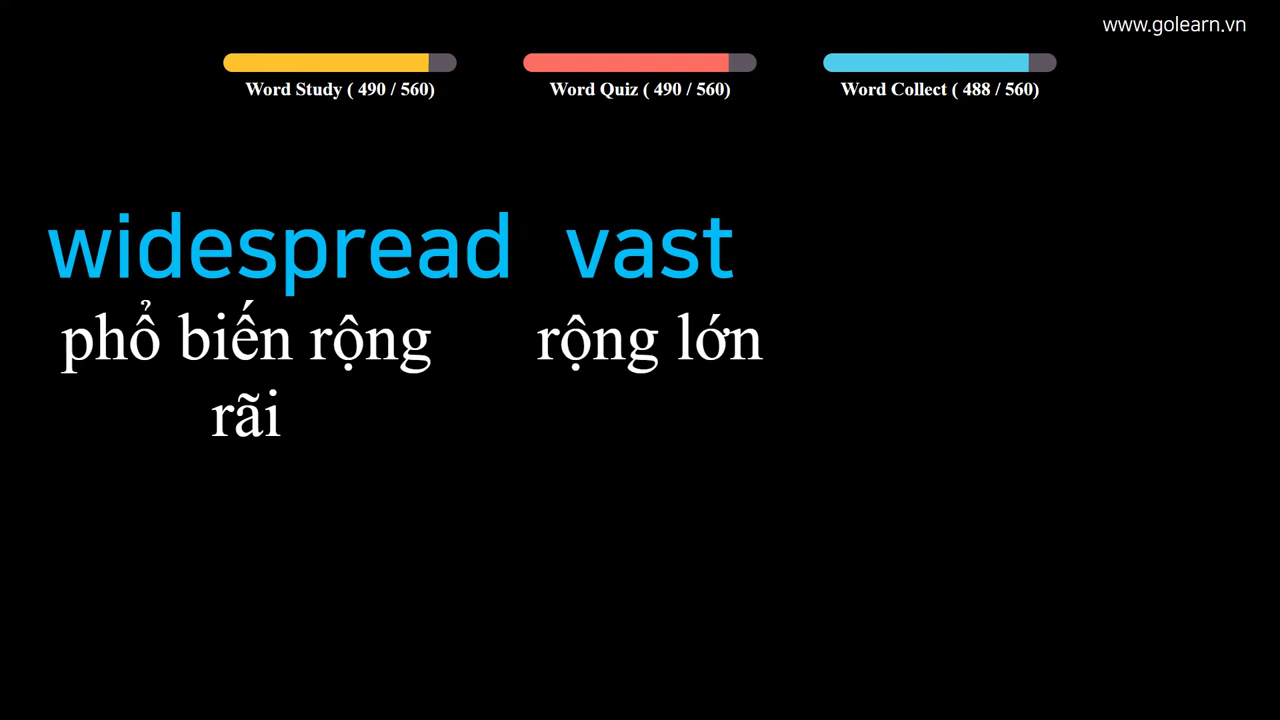 www.golearn.vn
Word Study ( 490 / 560)
Word Quiz ( 490 / 560)
Word Collect ( 488 / 560)
widespread
vast
phổ biến rộng
rãi
rộng lớn